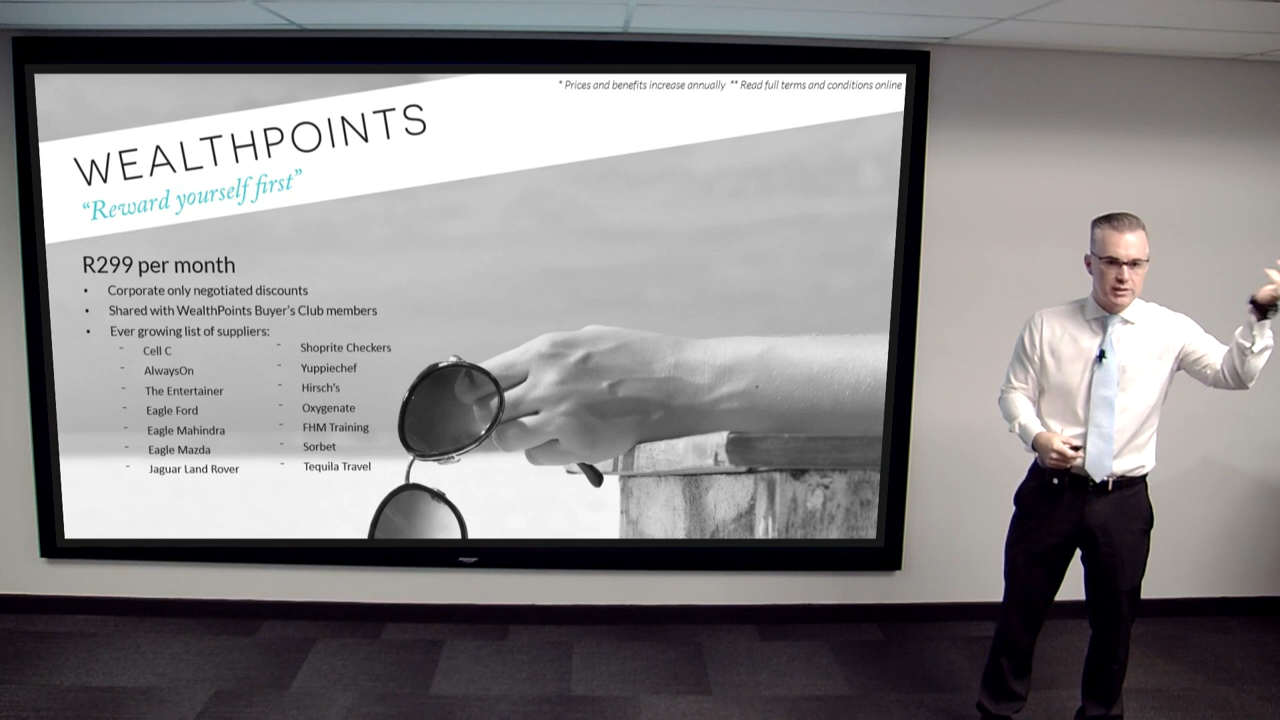 * Prices and benefits increase annually ** Read full terms and conditions online
WEALTHPOINTS
“Reward yourself first”
R299 per month
• Corporate only negotiated discounts
• Shared with WealthPoints Buyer's Club members
• Ever growing list of suppliers:
- Cell C
- AlwaysOn
- The Entertainer
- Eagle Ford
- Eagle Mahindra
- Eagle Mazda
- Jaguar Land Rover
- Shoprite Checkers
- Yuppiechef
- Hirsch's
- Oxygenate
- FHM Training
- Sorbet
- Tequila Travel